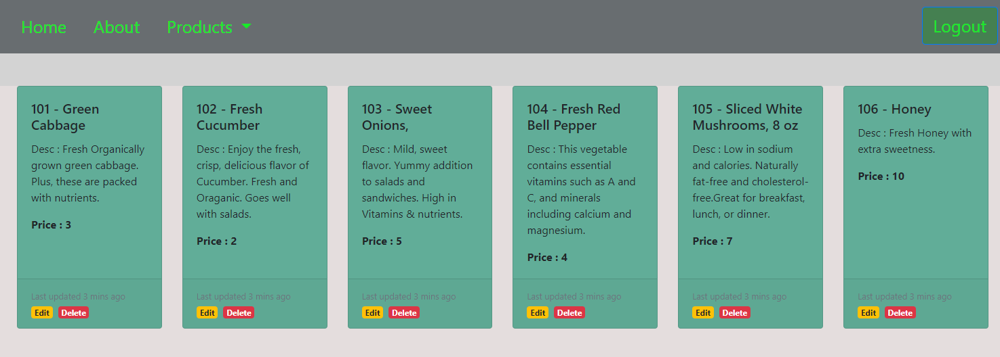 Home About Products Logout
101 - Green
Cabbage
Desc : Fresh Organically
grown green cabbage.
Plus, these are packed
with nutrients.
Price : 3
Last updated 3 mins ago
Edit Delete
102 - Fresh
Cucumber
Desc : Enjoy the fresh,
crisp, delicious flavor of
Cucumber. Fresh and
Oraganic. Goes well
with salads.
Price : 2
Last updated 3 mins ago
Edit Delete
103 - Sweet
Onions,
Desc : Mild, sweet
flavor. Yummy addition
to salads and
sandwiches. High in
Vitamins & nutrients.
Price : 5
Last updated 3 mins ago
Edit Delete
104 - Fresh Red
Bell Pepper
Desc : This vegetable
contains essential
vitamins such as A and
C, and minerals
including calcium and
magnesium.
Price : 4
Last updated 3 mins ago
Edit Delete
105 - Sliced White
Mushrooms, 8 oz
Desc : Low in sodium
and calories. Naturally
fat-free and cholesterol-
free.Great for breakfast,
lunch, or dinner.
Price : 7
Last updated 3 mins ago
Edit Delete
106 - Honey
Desc : Fresh Honey with
extra sweetness.
Price : 10
Last updated 3 mins ago
Edit Delete